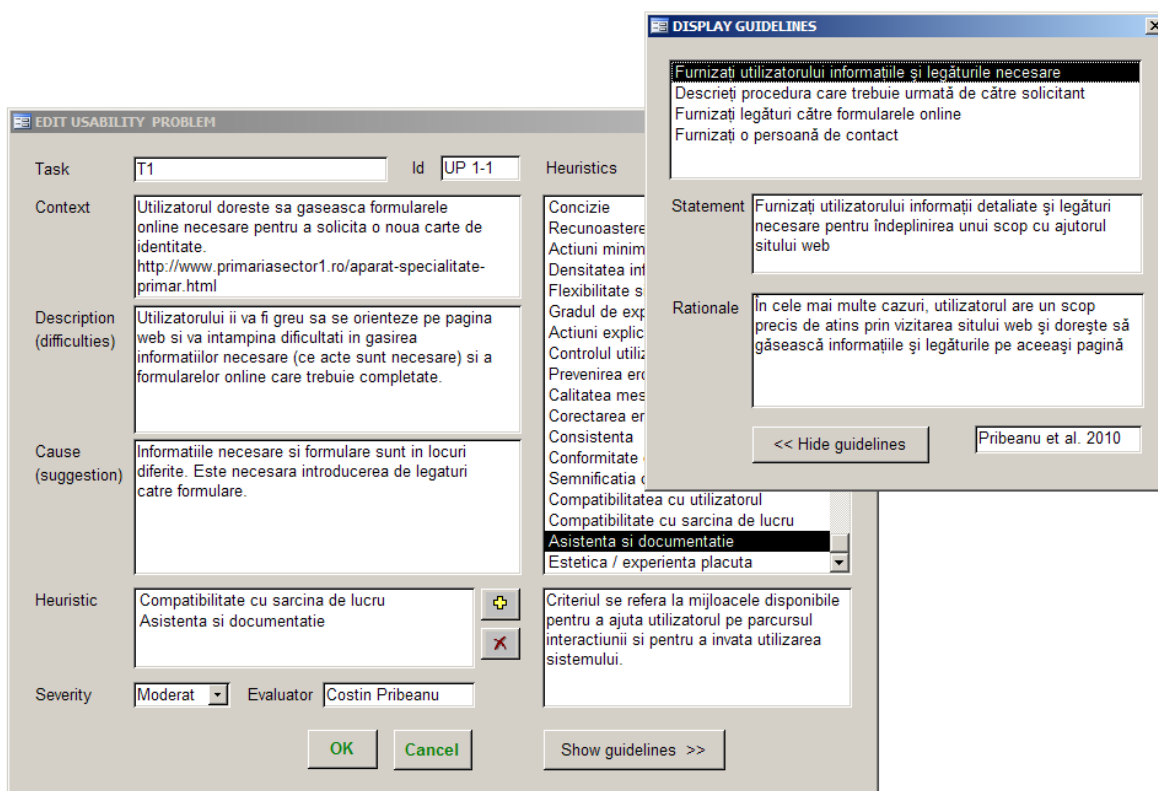 DISPLAY GUIDELINES
Furnizaţi utilizatorului informaţiile şi legăturile necesare
Descrieţi procedura care trebuie urmată de către solicitant
Furnizaţi legături către formularele online
Furnizaţi o persoană de contact
Statement
Furnizaţi utilizatorului informaţii detaliate şi legături
necesare pentru îndeplinirea unui scop cu ajutorul
sitului web
Rationale
În cele mai multe cazuri, utilizatorul are un scop
precis de atins prin vizitarea sitului web şi doreşte să
găsească informaţiile şi legăturile pe aceeaşi pagină
<< Hide guidelines
Pribeanu et al. 2010
EDIT USABILITY PROBLEM
Task
T1
Id
UP 1-1
Context
Utilizatorul doreste sa gaseasca formularele
online necesare pentru a solicita o noua carte de
identitate.
http://www.primariasector1.ro/aparat-specialitate-
primar.html
Description
(difficulties)
Utilizatorului ii va fi greu sa se orienteze pe pagina
web si va intampina dificultati in gasirea
informatiilor necesare (ce acte sunt necesare) si a
formularelor online care trebuie completate.
Cause
(suggestion)
Informatiile necesare si formulare sunt in locuri
diferite. Este necesara introducerea de legaturi
catre formulare.
Heuristic
Compatibilitate cu sarcina de lucru
Asistenta si documentatie
Severity
Moderat
Evaluator
Costin Pribeanu
OK
Cancel
Heuristics
Concizie
Recunoastere
Actiuni minim
Densitatea inf
Flexibilitate s
Gradul de exp
Actiuni explic
Controlul utiliz
Prevenirea ero
Calitatea mes
Corectarea er
Consistenta
Conformitate
Semnificatia
Compatibilitatea cu utilizatorul
Compatibilitate cu sarcina de lucru
Asistenta si documentatie
Estetica / experienta placuta
Criteriul se refera la mijloacele disponibile
pentru a ajuta utilizatorul pe parcursul
interactiunii si pentru a invata utilizarea
sistemului.
Show guidelines >>